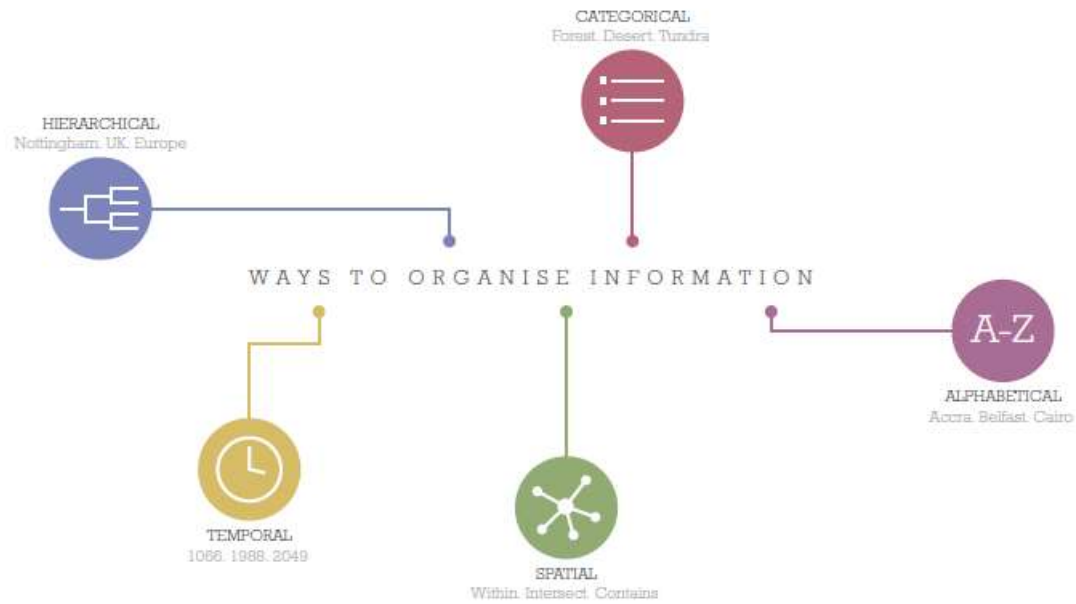 CATEGORICAL
Forest. Desert. Tundra
HIERARCHICAL
Nottingham. UK. Europe
WAYS TO ORGANISE INFORMATION
A-Z
ALPHABETICAL
Accra. Belfast. Cairo
TEMPORAL
1066. 1988. 2049
SPATIAL
Within. Intersect. Contains